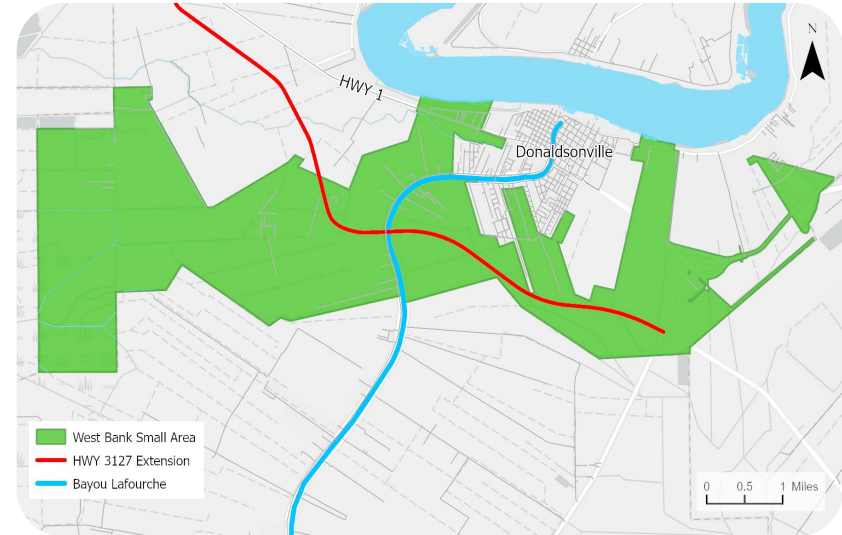 N
HWY 1
Donaldsonville
West Bank Small Area
HWY 3127 Extension
Bayou Lafourche
0 0.5 1 Miles